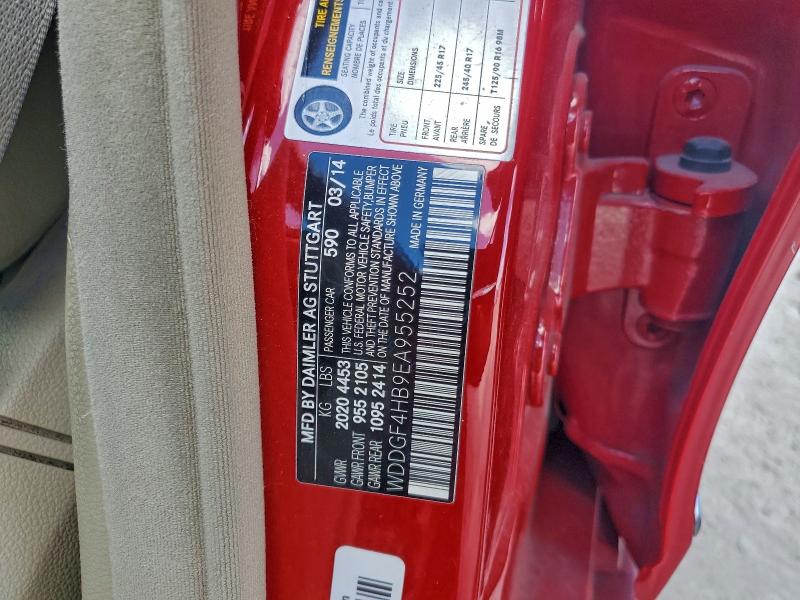 TIRE A
RENSEIGNEMENTS
SEATING CAPACITY
NOMBRE DE PLACES
The combined weight of occupants and ca
Le poids total des occupants et du chargement
TIRE SIZE
PNEU DIMENSIONS
FRONT 225/45 R17
AVANT
REAR 245/40 R17
ARRIÈRE
SPARE T125/90 R16 98M
DE SECOURS
MFD BY DAIMLER AG STUTTGART
KG LBS PASSENGER CAR 590 03/14
GVWR 2020 4453
GAWR FRONT 955 2105
GAWR REAR 1095 2414
THIS VEHICLE CONFORMS TO ALL APPLICABLE
U.S. FEDERAL MOTOR VEHICLE SAFETY,BUMPER
AND THEFT PREVENTION STANDARDS IN EFFECT
ON THE DATE OF MANUFACTURE SHOWN ABOVE
WDDGF4HB9EA955252 MADE IN GERMANY